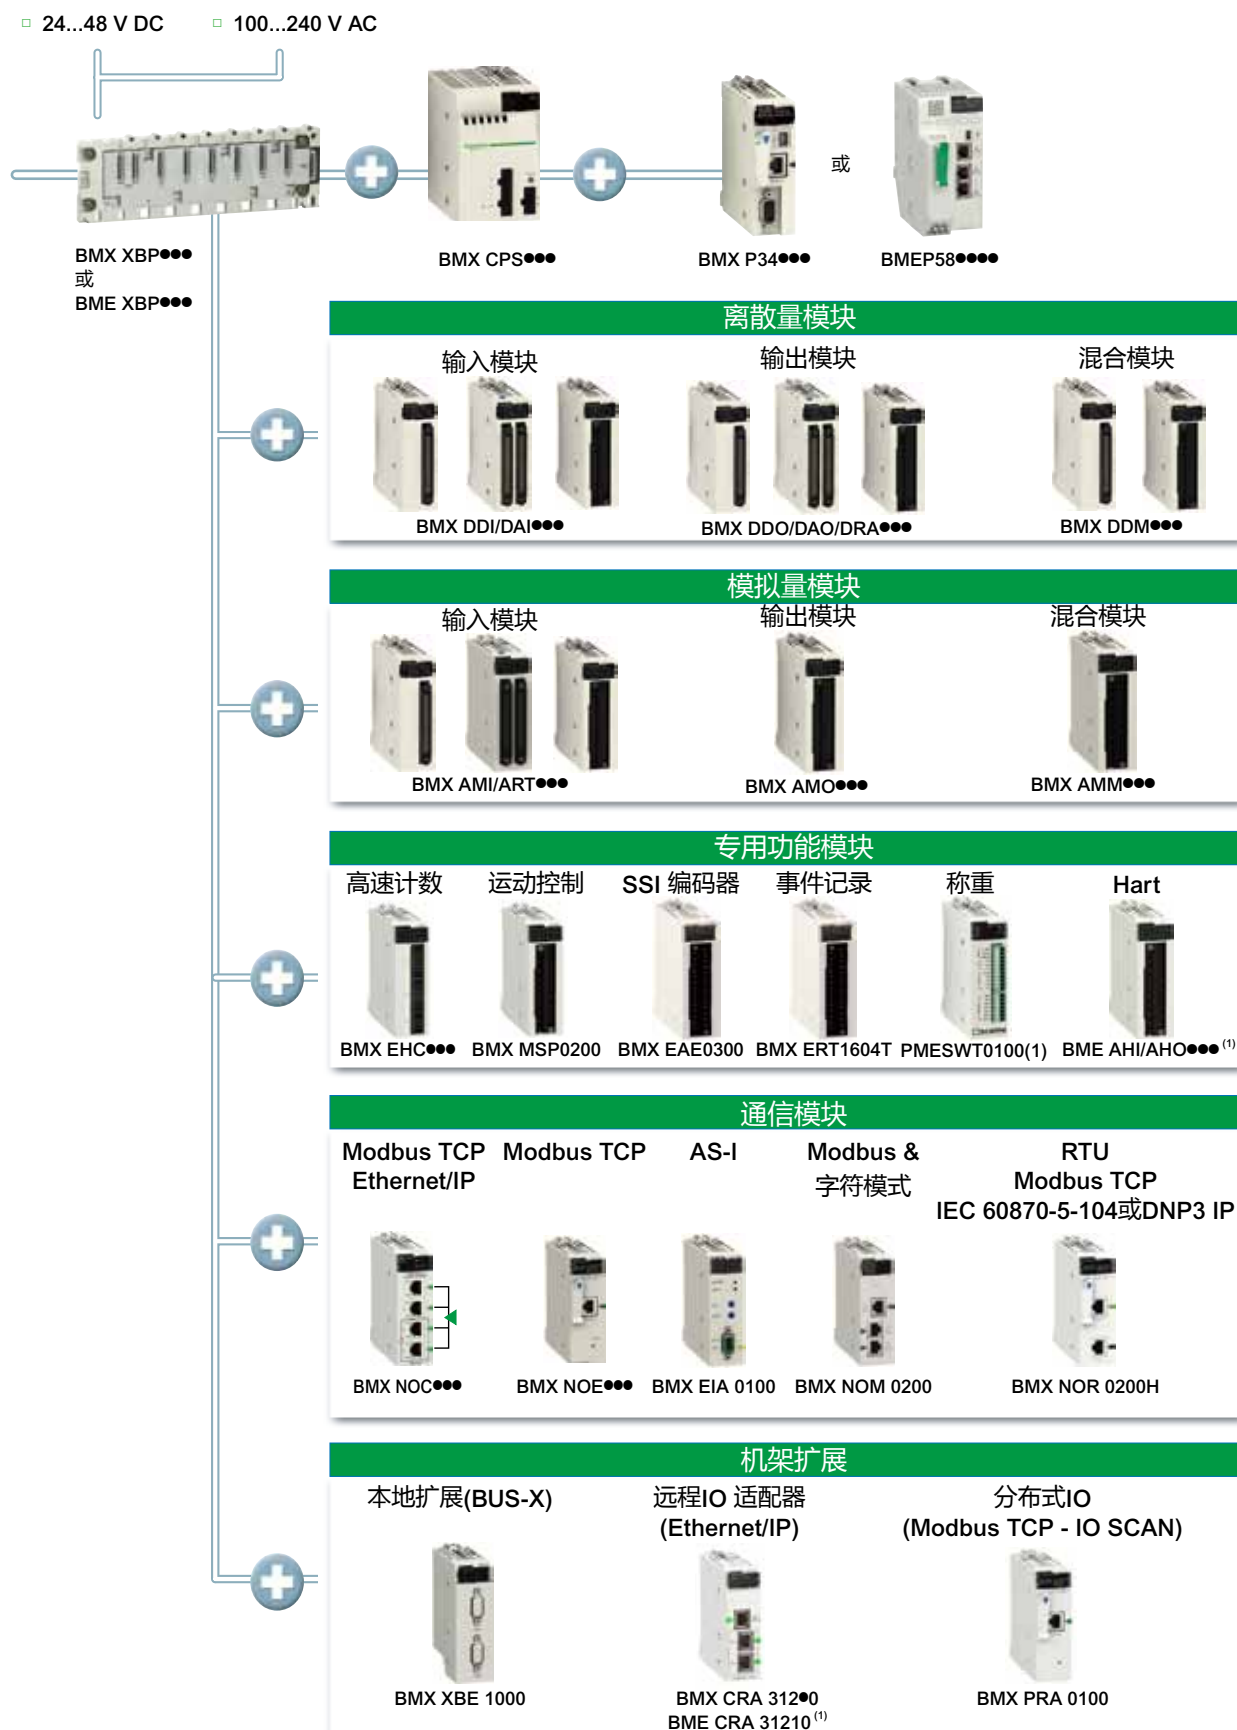 24...48 V DC
100...240 V AC
或
BMX XBP●●●
或
BME XBP●●●
BMX CPS●●●
BMX P34●●●
BMEP58●●●●
离散量模块
输入模块
输出模块
混合模块
BMX DDI/DAI●●●
BMX DDO/DAO/DRA●●●
BMX DDM●●●
模拟量模块
输入模块
输出模块
混合模块
BMX AMI/ART●●●
BMX AMO●●●
BMX AMM●●●
专用功能模块
高速计数
运动控制
SSI 编码器
事件记录
称重
Hart
BMX EHC●●●
BMX MSP0200
BMX EAE0300
BMX ERT1604T
PMESWT0100(1)
BME AHI/AHO●●● (1)
通信模块
Modbus TCP
Ethernet/IP
Modbus TCP
AS-I
Modbus &
字符模式
RTU
Modbus TCP
IEC 60870-5-104或DNP3 IP
BMX NOC●●●
BMX NOE●●●
BMX EIA 0100
BMX NOM 0200
BMX NOR 0200H
机架扩展
本地扩展(BUS-X)
远程IO 适配器
(Ethernet/IP)
分布式IO
(Modbus TCP - IO SCAN)
BMX XBE 1000
BMX CRA 312●0
BME CRA 31210 (1)
BMX PRA 0100